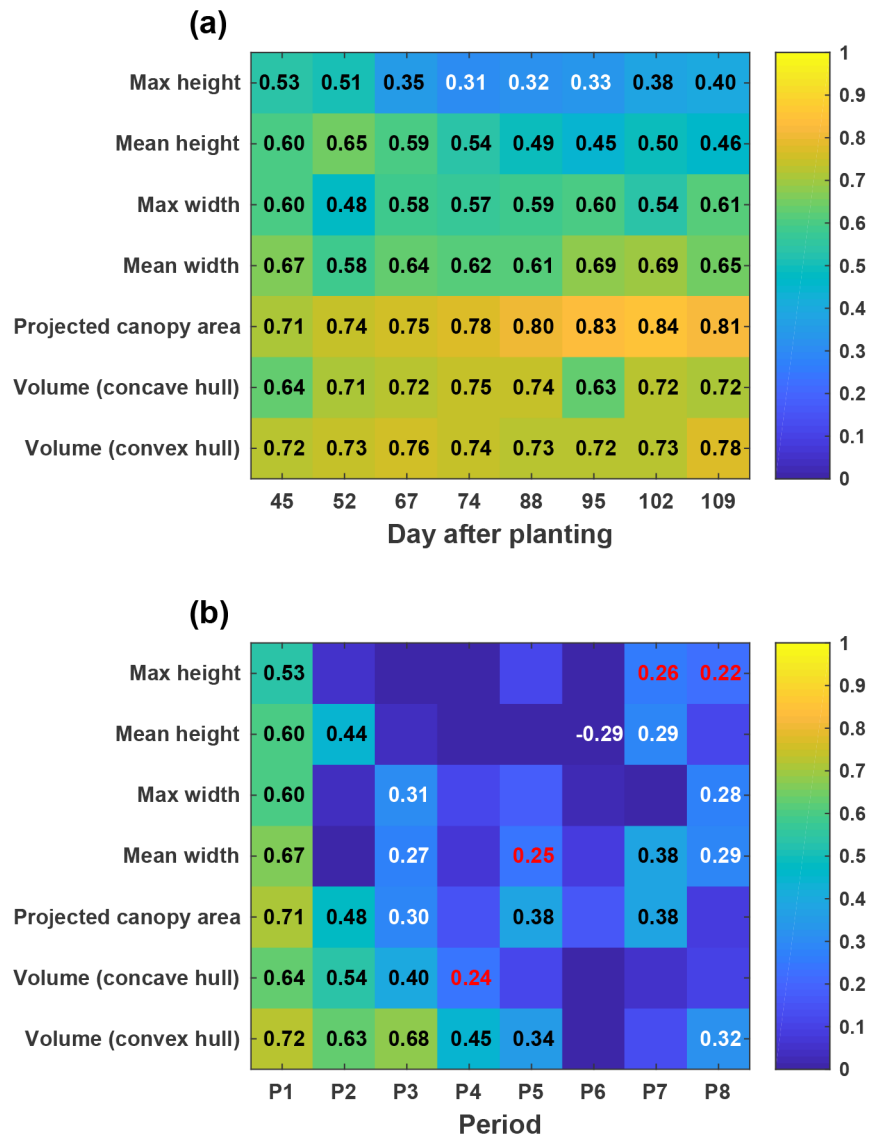 (a)
1
Max height 0.53 0.51 0.35 0.31 0.32 0.33 0.38 0.40
0.9
Mean height 0.60 0.65 0.59 0.54 0.49 0.45 0.50 0.46
0.8
0.7
Max width 0.60 0.48 0.58 0.57 0.59 0.60 0.54 0.61
0.6
Mean width 0.67 0.58 0.64 0.62 0.61 0.69 0.69 0.65
0.5
0.4
Projected canopy area 0.71 0.74 0.75 0.78 0.80 0.83 0.84 0.81
0.3
Volume (concave hull) 0.64 0.71 0.72 0.75 0.74 0.63 0.72 0.72
0.2
Volume (convex hull) 0.72 0.73 0.76 0.74 0.73 0.72 0.73 0.78
0.1
0
45 52 67 74 88 95 102 109
Day after planting
(b)
1
Max height 0.53 0.26 0.22
0.9
Mean height 0.60 0.44 -0.29 0.29
0.8
0.7
Max width 0.60 0.31 0.28
0.6
Mean width 0.67 0.27 0.25 0.38 0.29
0.5
0.4
Projected canopy area 0.71 0.48 0.30 0.38 0.38
0.3
Volume (concave hull) 0.64 0.54 0.40 0.24
0.2
Volume (convex hull) 0.72 0.63 0.68 0.45 0.34 0.32
0.1
0
P1 P2 P3 P4 P5 P6 P7 P8
Period